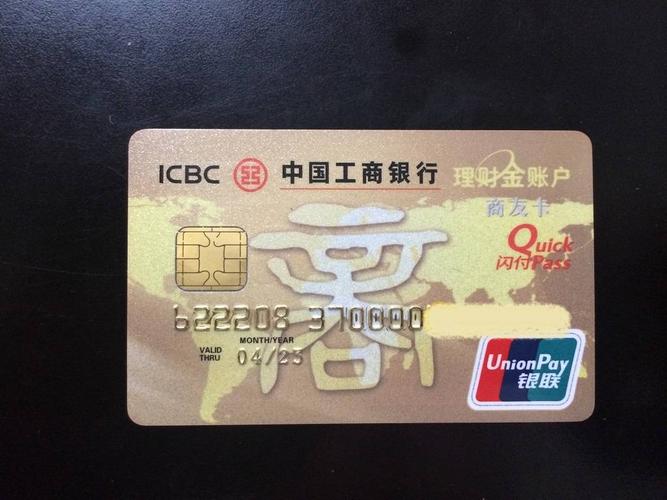 ICBC 中国工商银行 理财金账户
商友卡
Quick
闪付Pass
商
622208 370000
MONTH/YEAR
VALID THRU 04/23
UnionPay
银联